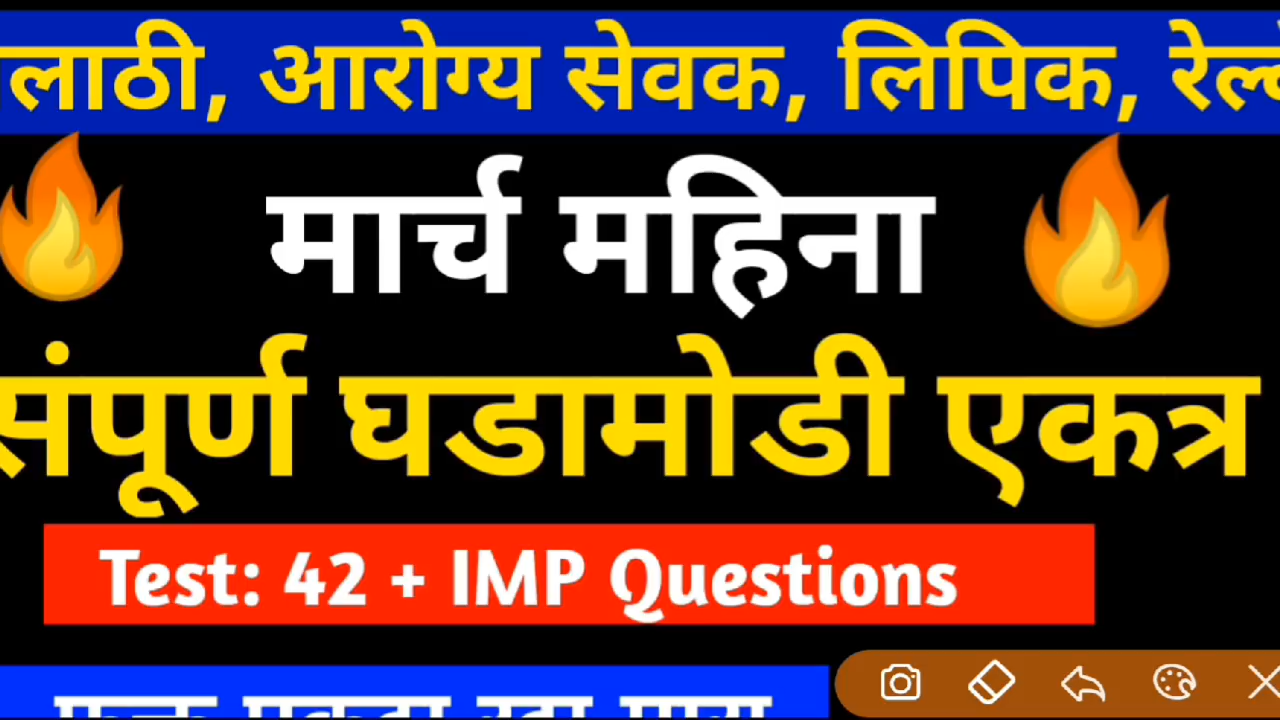 लाठी, आरोग्य सेवक, लिपिक, रेल्वे
मार्च महिना
संपूर्ण घडामोडी एकत्र
Test: 42 + IMP Questions